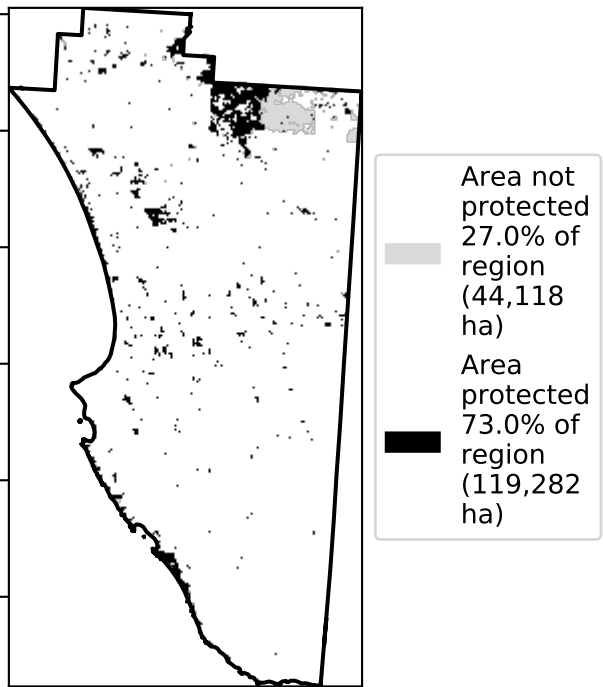 Area not
protected
27.0% of
region
(44,118
ha)
Area
protected
73.0% of
region
(119,282
ha)